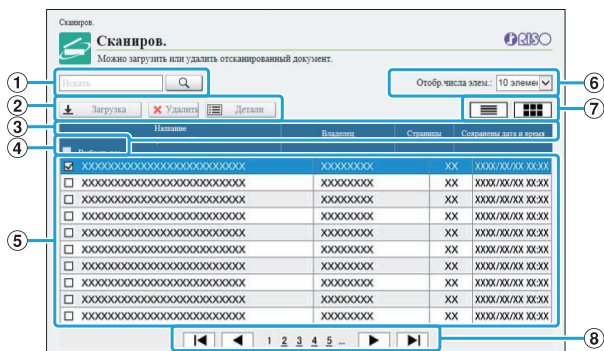 Сканиров.
Сканиров.
RISO
Можно загрузить или удалить отсканированный документ.
1 Искать Отобр.числа элем.: 10 элемен 6
2 Загрузка Удалить Детали 7
3 Название Владелец Страницы Сохранены дата и время
4
XXXXXXXXXXXXXXXXXXXXXXXXXX XXXXXXXX XX XXXX/XX/XX XX:XX
XXXXXXXXXXXXXXXXXXXXXXXXXX XXXXXXXX XX XXXX/XX/XX XX:XX
XXXXXXXXXXXXXXXXXXXXXXXXXX XXXXXXXX XX XXXX/XX/XX XX:XX
XXXXXXXXXXXXXXXXXXXXXXXXXX XXXXXXXX XX XXXX/XX/XX XX:XX
5 XXXXXXXXXXXXXXXXXXXXXXXXXX XXXXXXXX XX XXXX/XX/XX XX:XX
XXXXXXXXXXXXXXXXXXXXXXXXXX XXXXXXXX XX XXXX/XX/XX XX:XX
XXXXXXXXXXXXXXXXXXXXXXXXXX XXXXXXXX XX XXXX/XX/XX XX:XX
XXXXXXXXXXXXXXXXXXXXXXXXXX XXXXXXXX XX XXXX/XX/XX XX:XX
XXXXXXXXXXXXXXXXXXXXXXXXXX XXXXXXXX XX XXXX/XX/XX XX:XX
XXXXXXXXXXXXXXXXXXXXXXXXXX XXXXXXXX XX XXXX/XX/XX XX:XX
1 2 3 4 5 ... 8